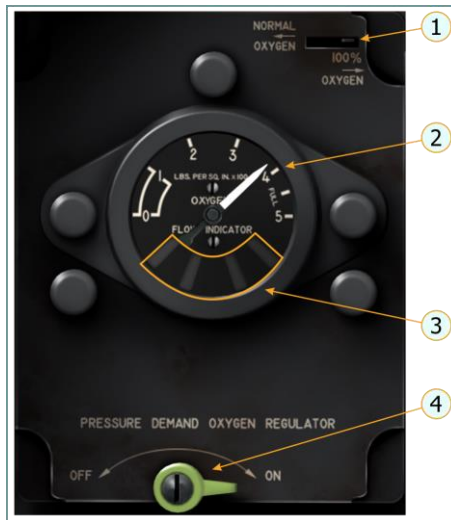 NORMAL
OXYGEN
100%
OXYGEN
1
2
3
4
2 3
1 4
LBS. PER SQ. IN. X 100
FULL
OXYGEN
0 5
FLOW INDICATOR
PRESSURE DEMAND OXYGEN REGULATOR
OFF ON